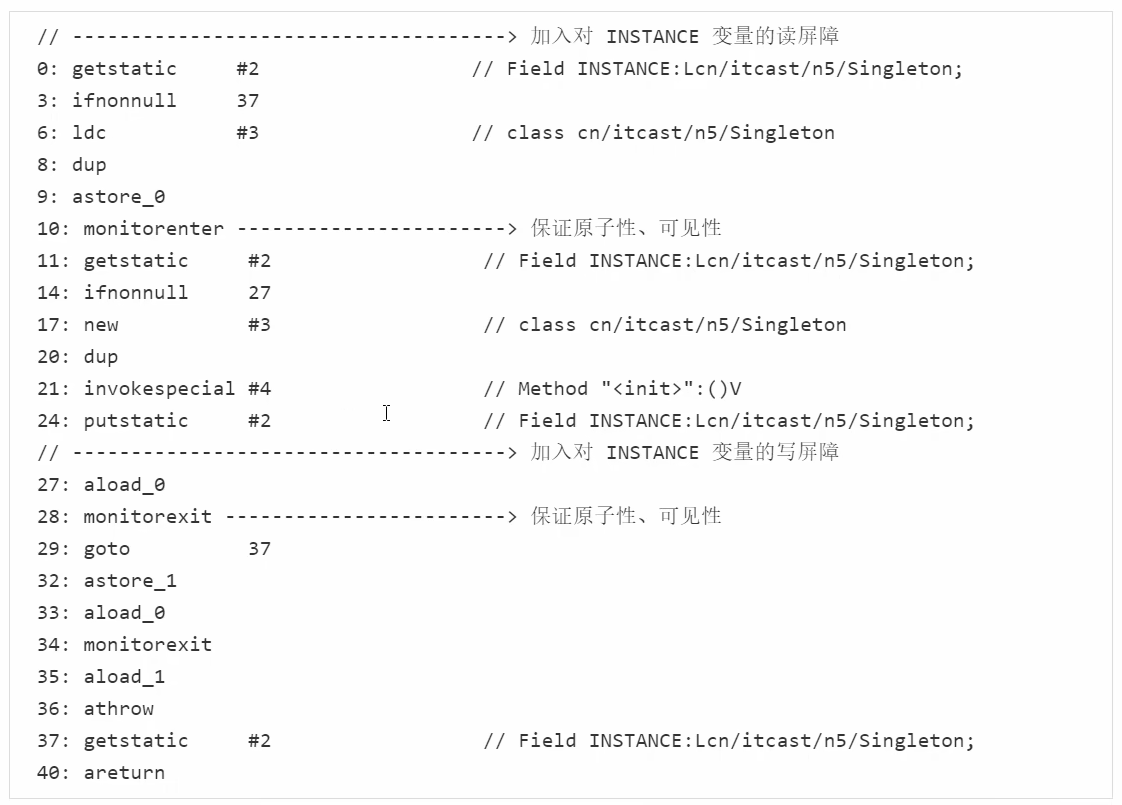 // -------------------------------------> 加入对 INSTANCE 变量的读屏障
0: getstatic     #2                  // Field INSTANCE:Lcn/itcast/n5/Singleton;
3: ifnonnull     37
6: ldc           #3                  // class cn/itcast/n5/Singleton
8: dup
9: astore_0
10: monitorenter -----------------------> 保证原子性、可见性
11: getstatic     #2                  // Field INSTANCE:Lcn/itcast/n5/Singleton;
14: ifnonnull     27
17: new           #3                  // class cn/itcast/n5/Singleton
20: dup
21: invokespecial #4                  // Method "<init>":()V
24: putstatic     #2                  // Field INSTANCE:Lcn/itcast/n5/Singleton;
// -------------------------------------> 加入对 INSTANCE 变量的写屏障
27: aload_0
28: monitorexit ------------------------> 保证原子性、可见性
29: goto          37
32: astore_1
33: aload_0
34: monitorexit
35: aload_1
36: athrow
37: getstatic     #2                  // Field INSTANCE:Lcn/itcast/n5/Singleton;
40: areturn